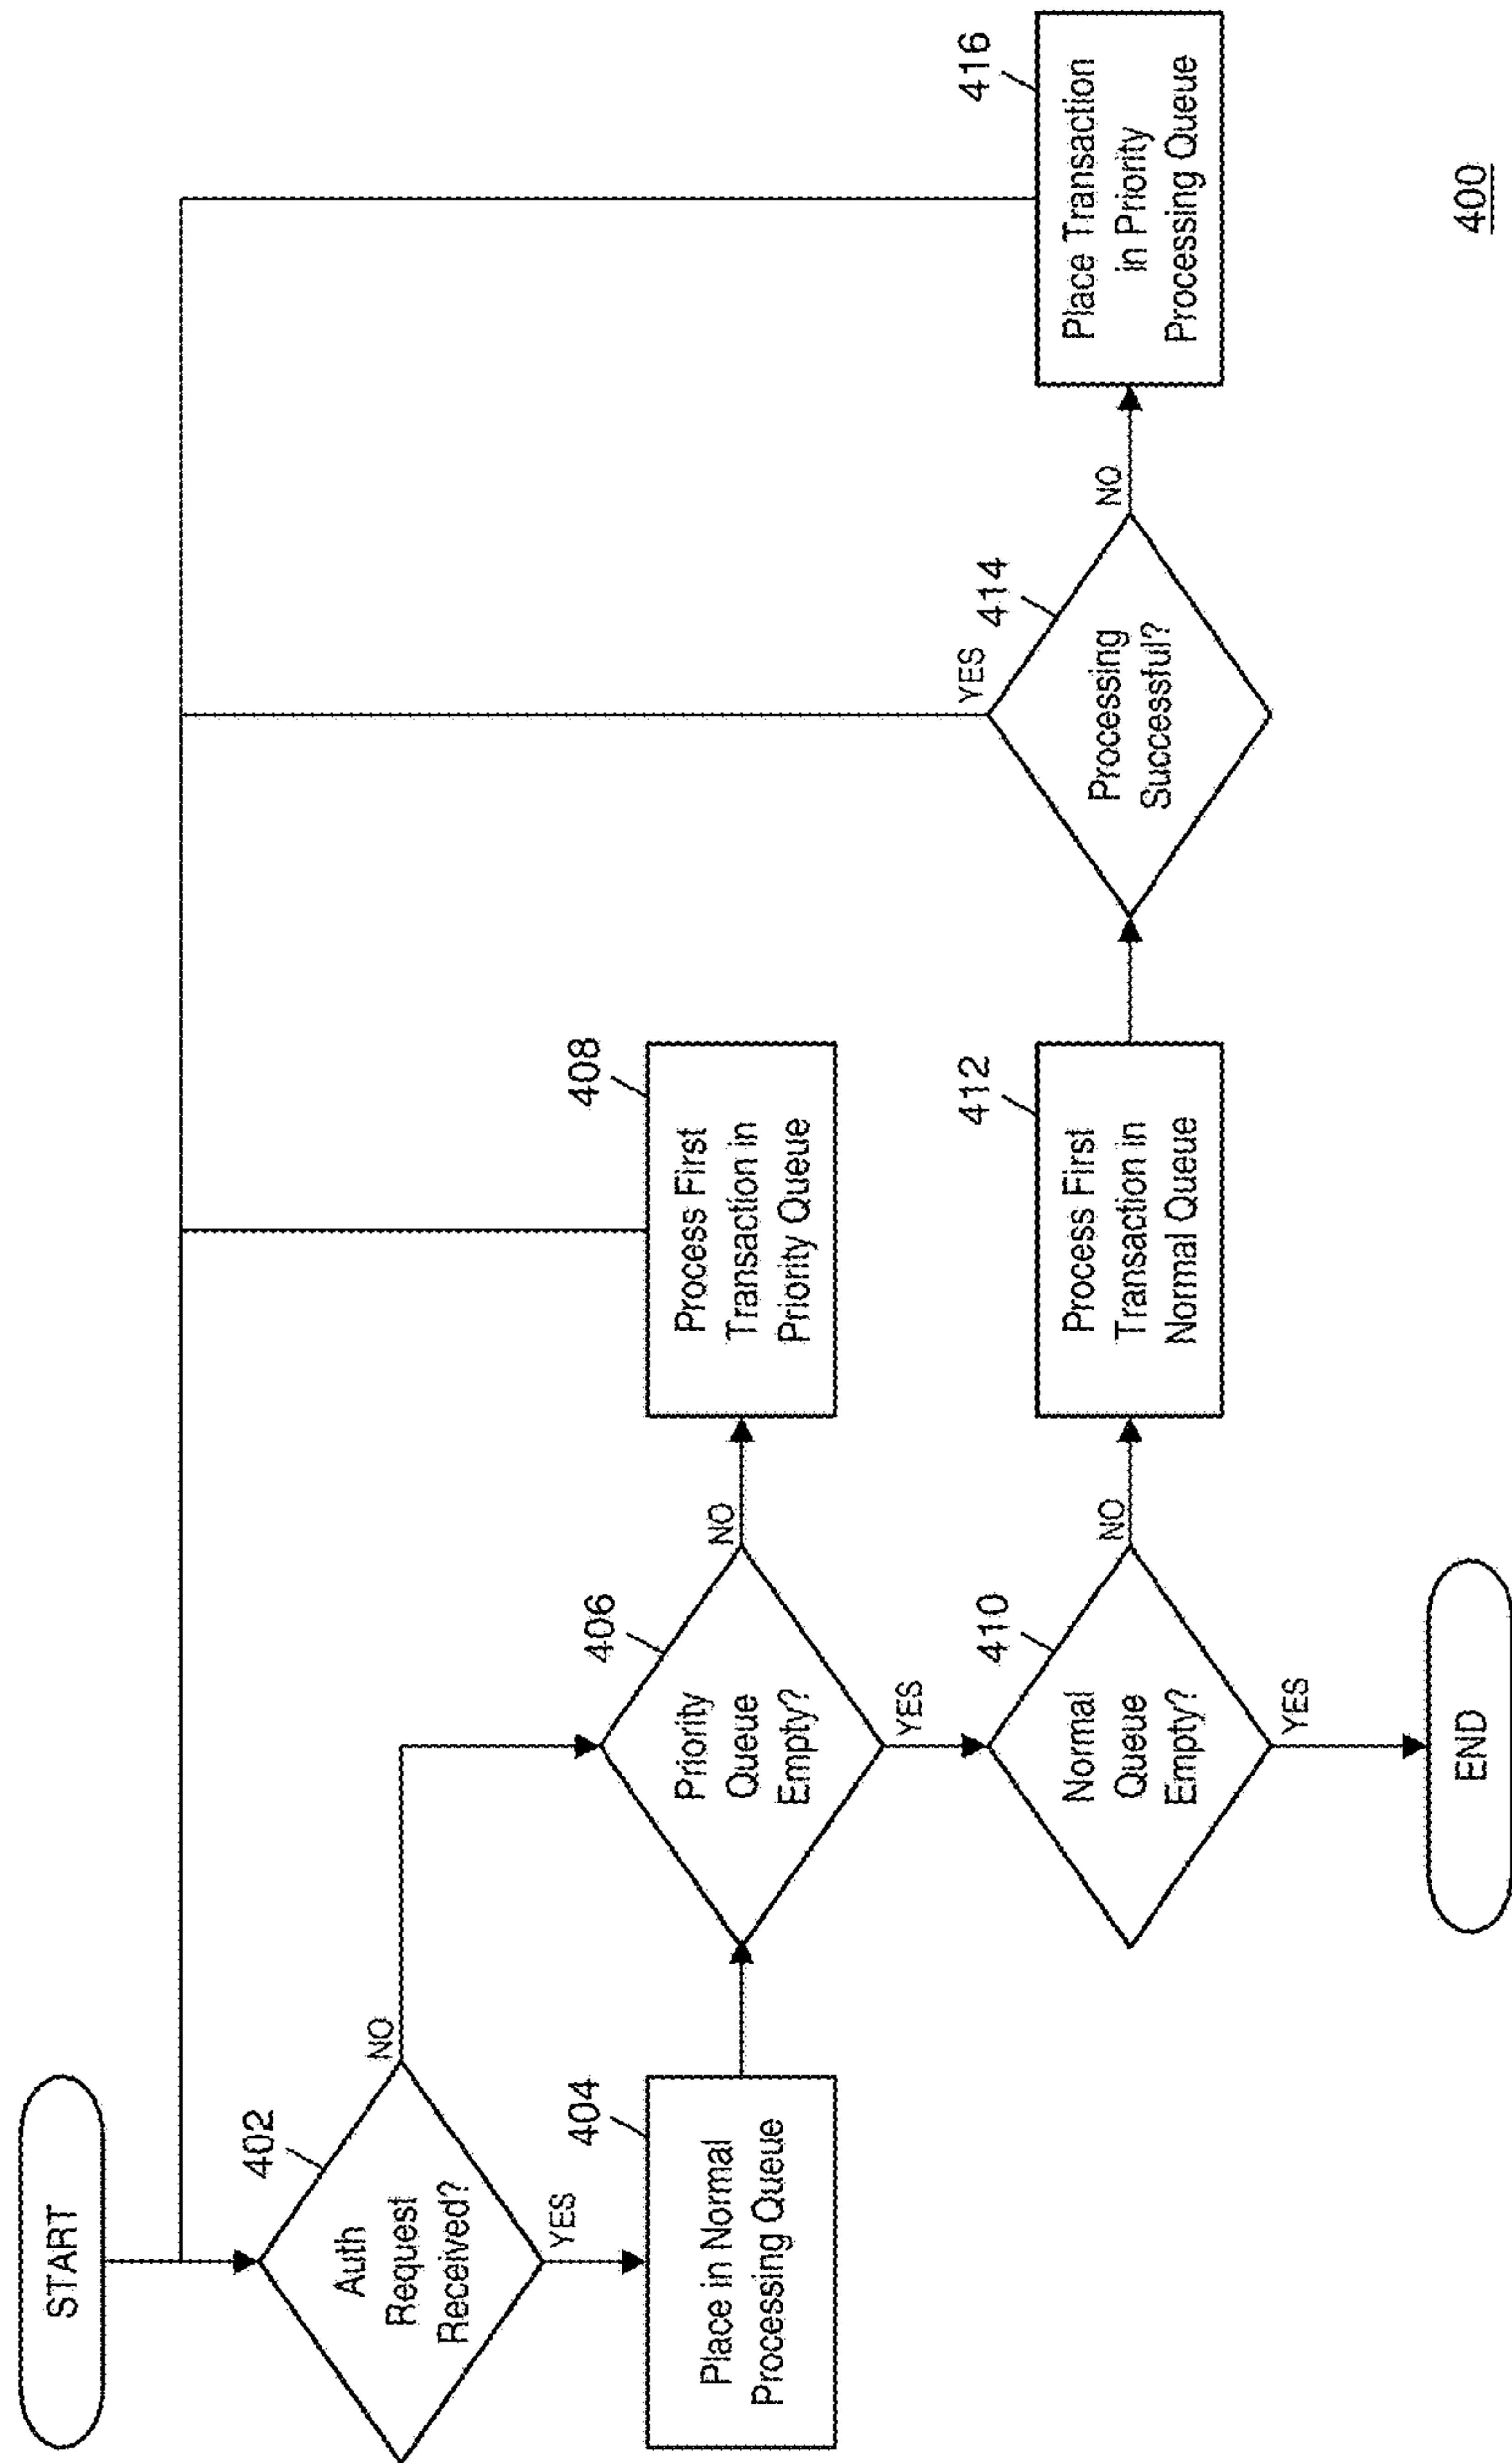 START
402
Auth
Request
Received?
NO
YES
404
Place in Normal
Processing Queue
406
Priority
Queue
Empty?
NO
YES
408
Process First
Transaction in
Priority Queue
410
Normal
Queue
Empty?
NO
YES
412
Process First
Transaction in
Normal Queue
414
Processing
Successful?
YES
NO
416
Place Transaction
in Priority
Processing Queue
END
400